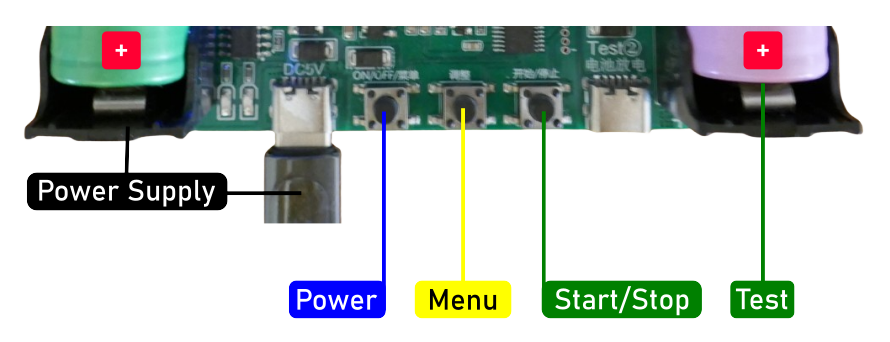 +
+
Test②
电池放电
DC5V
ON/OFF/菜单
调整
开始/停止
Power Supply
Power
Menu
Start/Stop
Test